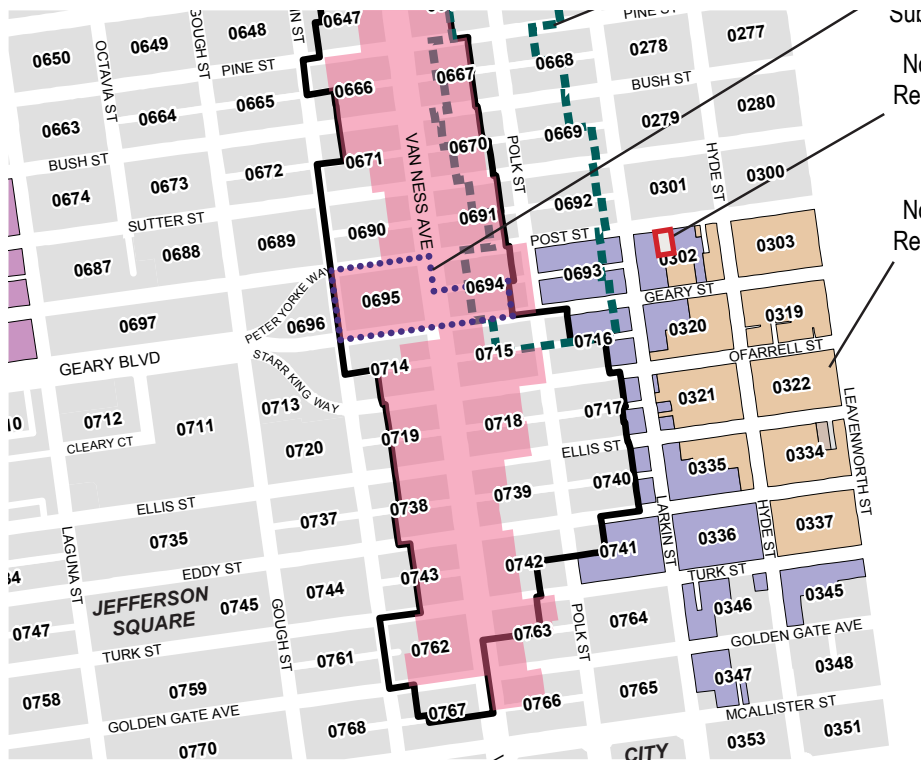 0647
Sub
PINE ST
0277
0648
0649
0650
OCTAVIA ST
GOUGH ST
0278
No
Re
0668
0667
PINE ST
0666
0665
BUSH ST
0280
0279
0664
0663
0669
0670
VAN NESS AVE
POLK ST
HYDE ST
BUSH ST
0671
0672
0673
0674
0300
0301
0692
0691
0690
0689
SUTTER ST
0688
0687
No
Re
POST ST
0303
0302
0693
0694
0695
PETER YORKE WAY
0696
0697
GEARY ST
0319
0320
0716
0715
0714
GEARY BLVD
STARR KING WAY
OFARRELL ST
0322
0321
LEAVENWORTH ST
0717
0718
0719
0713
0712
0711
10
CLEARY CT
0720
ELLIS ST
0334
0335
0740
0739
0738
0737
ELLIS ST
0735
LAGUNA ST
LARKIN ST
HYDE ST
0337
0336
0741
0742
0743
EDDY ST
34
0744
0745
JEFFERSON
SQUARE
TURK ST
0345
0346
0764
POLK ST
0763
0762
GOUGH ST
0761
0747
TURK ST
GOLDEN GATE AVE
0348
0347
0765
0766
0767
0768
0759
0758
GOLDEN GATE AVE
MCALLISTER ST
0351
0353
CITY
0770